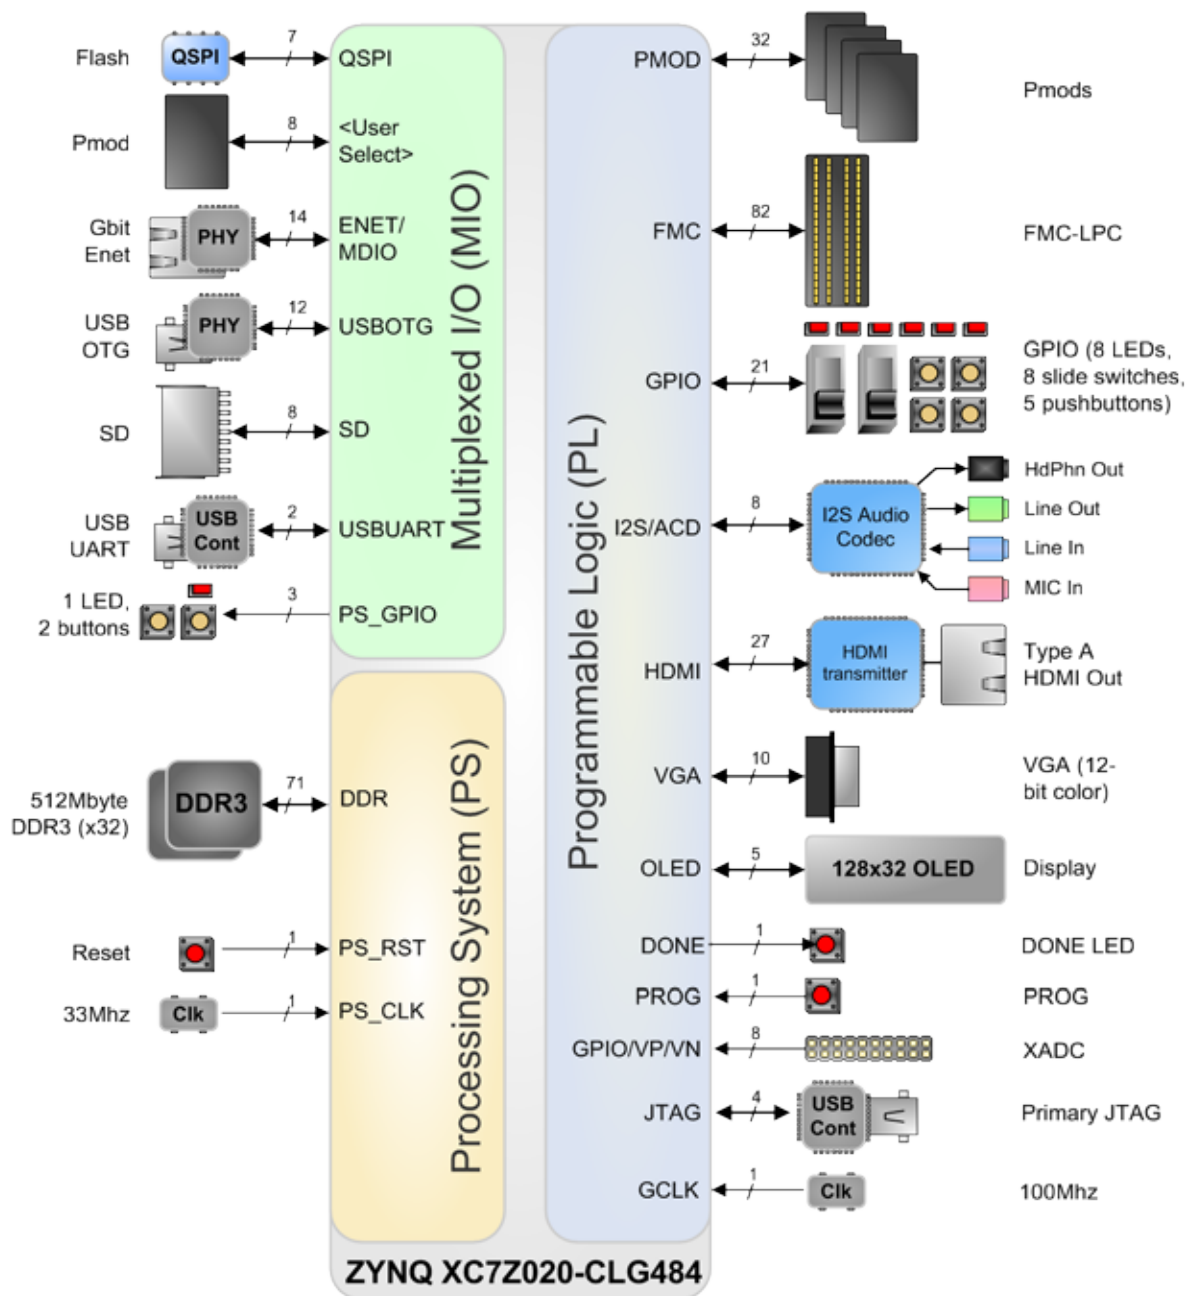 Flash
QSPI
7
QSPI
Pmod
8
<User
Select>
Gbit
Enet
PHY
14
ENET/
MDIO
USB
OTG
PHY
12
USBOTG
SD
8
SD
USB
UART
USB
Cont
2
USBUART
1 LED,
2 buttons
3
PS_GPIO
Multiplexed I/O (MIO)
512Mbyte
DDR3 (x32)
DDR3
71
DDR
Reset
1
PS_RST
33Mhz
Clk
1
PS_CLK
Processing System (PS)
Programmable Logic (PL)
PMOD
32
Pmods
FMC
82
FMC-LPC
GPIO
21
GPIO (8 LEDs,
8 slide switches,
5 pushbuttons)
I2S/ACD
8
I2S Audio
Codec
HdPhn Out
Line Out
Line In
MIC In
HDMI
27
HDMI
transmitter
Type A
HDMI Out
VGA
10
VGA (12-
bit color)
OLED
5
128x32 OLED
Display
DONE
1
DONE LED
PROG
1
PROG
GPIO/VP/VN
8
XADC
JTAG
4
USB
Cont
Primary JTAG
GCLK
1
Clk
100Mhz
ZYNQ XC7Z020-CLG484